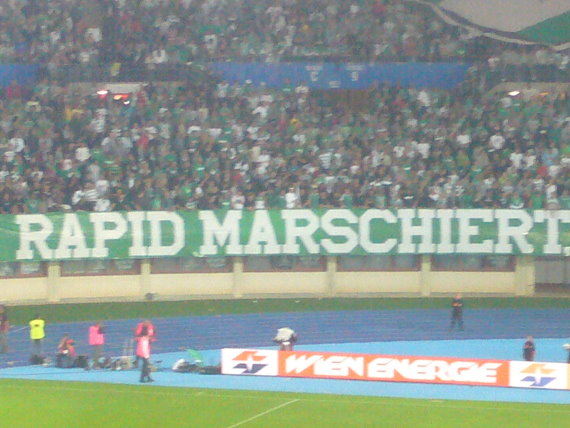 RAPID MARSCHIERT
WIEN ENERGIE